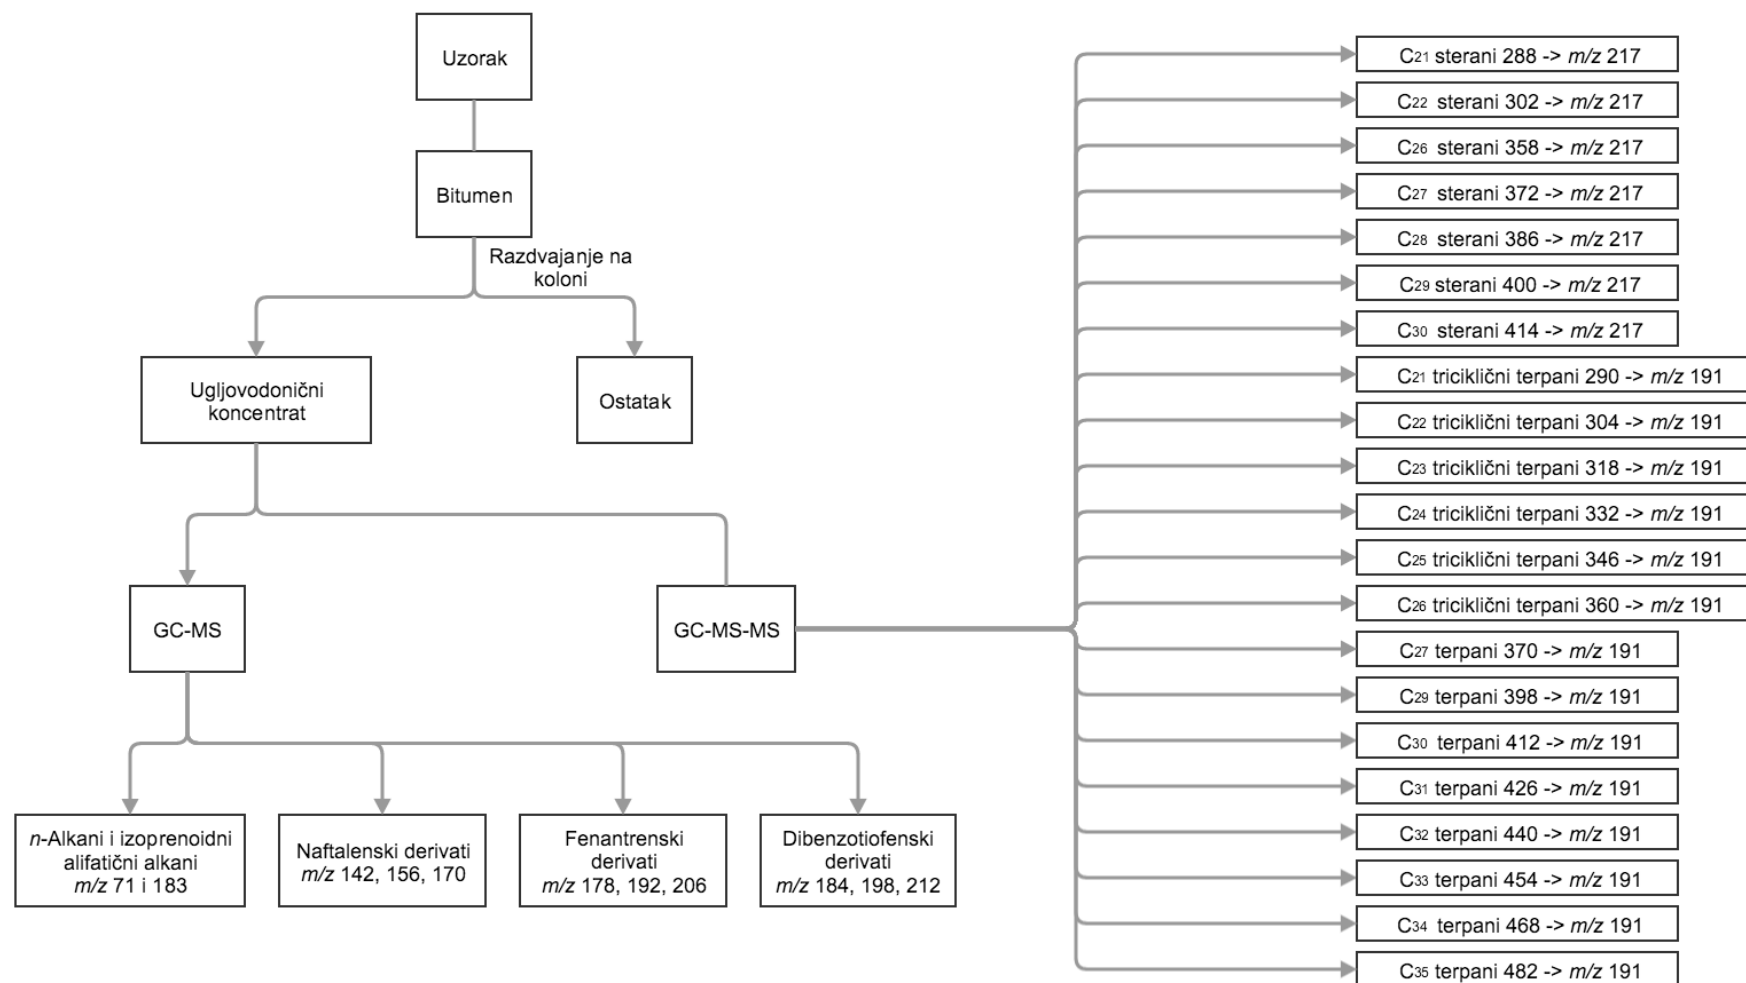 Uzorak
Bitumen
Razdvajanje na
koloni
Ugljovodonični
koncentrat
Ostatak
GC-MS
GC-MS-MS
n-Alkani i izoprenoidni
alifatični alkani
m/z 71 i 183
Naftalenski derivati
m/z 142, 156, 170
Fenantrenski
derivati
m/z 178, 192, 206
Dibenzotiofenski
derivati
m/z 184, 198, 212
C21 sterani 288 -> m/z 217
C22 sterani 302 -> m/z 217
C26 sterani 358 -> m/z 217
C27 sterani 372 -> m/z 217
C28 sterani 386 -> m/z 217
C29 sterani 400 -> m/z 217
C30 sterani 414 -> m/z 217
C21 triciklični terpani 290 -> m/z 191
C22 triciklični terpani 304 -> m/z 191
C23 triciklični terpani 318 -> m/z 191
C24 triciklični terpani 332 -> m/z 191
C25 triciklični terpani 346 -> m/z 191
C26 triciklični terpani 360 -> m/z 191
C27 terpani 370 -> m/z 191
C29 terpani 398 -> m/z 191
C30 terpani 412 -> m/z 191
C31 terpani 426 -> m/z 191
C32 terpani 440 -> m/z 191
C33 terpani 454 -> m/z 191
C34 terpani 468 -> m/z 191
C35 terpani 482 -> m/z 191